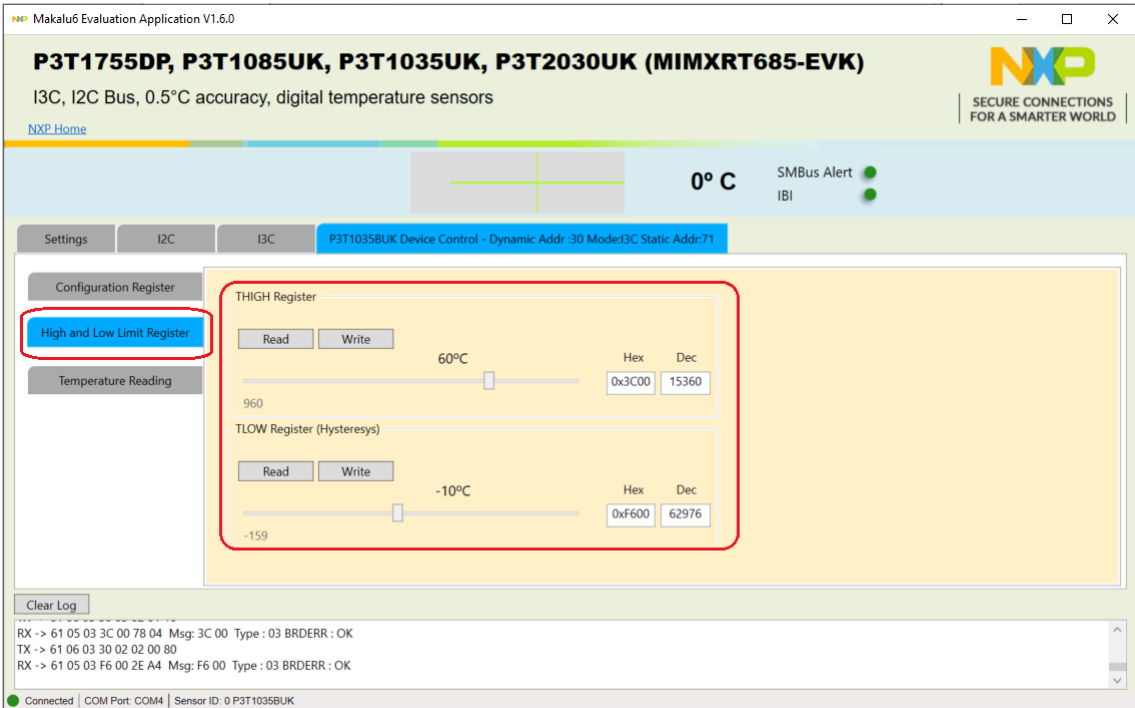 NXP Makalu6 Evaluation Application V1.6.0
P3T1755DP, P3T1085UK, P3T1035UK, P3T2030UK (MIMXRT685-EVK)
I3C, I2C Bus, 0.5°C accuracy, digital temperature sensors
NXP Home
NXP
SECURE CONNECTIONS
FOR A SMARTER WORLD
0º C
SMBus Alert
IBI
Settings I2C I3C P3T1035BUK Device Control - Dynamic Addr :30 Mode:I3C Static Addr:71
Configuration Register
High and Low Limit Register
Temperature Reading
THIGH Register
Read Write
60ºC Hex Dec
0x3C00 15360
960
TLOW Register (Hysteresys)
Read Write
-10ºC Hex Dec
0xF600 62976
-159
Clear Log
RX -> 61 05 03 3C 00 78 04 Msg: 3C 00 Type : 03 BRDERR : OK
TX -> 61 06 03 30 02 02 00 80
RX -> 61 05 03 F6 00 2E A4 Msg: F6 00 Type : 03 BRDERR : OK
Connected COM Port: COM4 Sensor ID: 0 P3T1035BUK